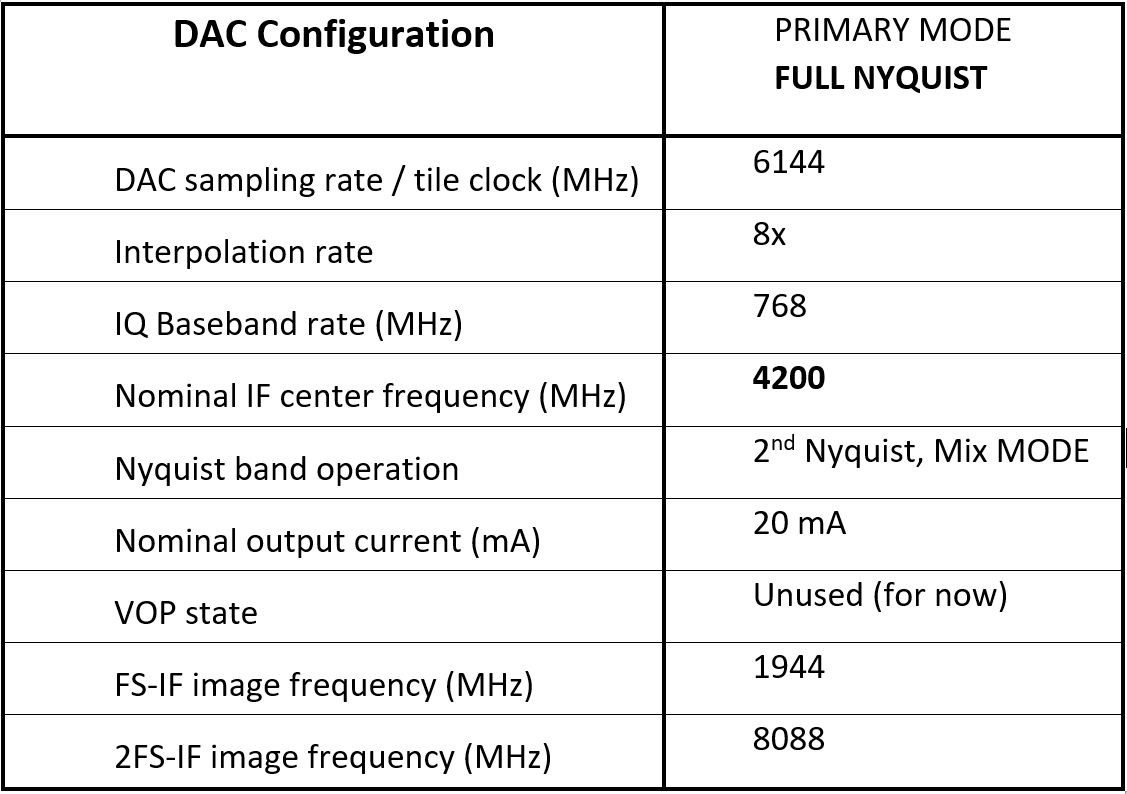 DAC Configuration
PRIMARY MODE
FULL NYQUIST
DAC sampling rate / tile clock (MHz)
6144
Interpolation rate
8x
IQ Baseband rate (MHz)
768
Nominal IF center frequency (MHz)
4200
Nyquist band operation
2nd Nyquist, Mix MODE
Nominal output current (mA)
20 mA
VOP state
Unused (for now)
FS-IF image frequency (MHz)
1944
2FS-IF image frequency (MHz)
8088